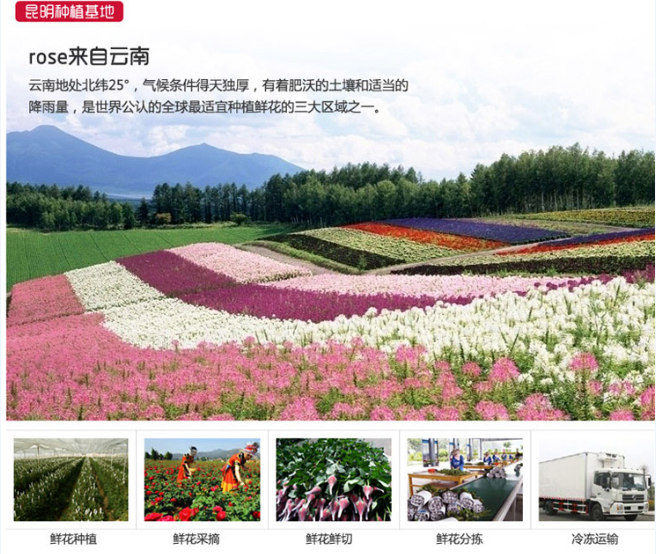 昆明种植基地
rose来自云南
云南地处北纬25°，气候条件得天独厚，有着肥沃的土壤和适当的
降雨量，是世界公认的全球最适宜种植鲜花的三大区域之一。
鲜花种植
鲜花采摘
鲜花鲜切
鲜花分拣
冷冻运输